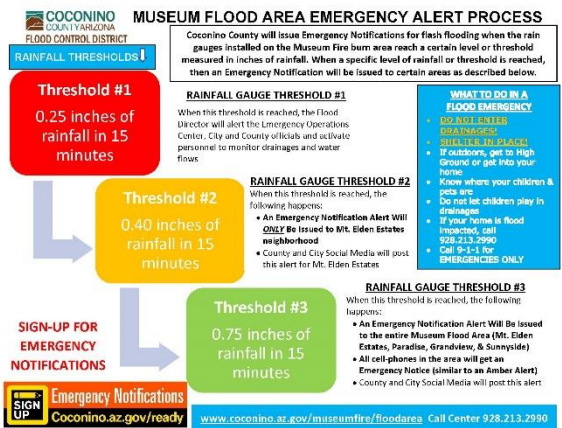 COCONINO
COUNTY ARIZONA
FLOOD CONTROL DISTRICT
MUSEUM FLOOD AREA EMERGENCY ALERT PROCESS
Coconino County will issue Emergency Notifications for flash flooding when the rain
gauges installed on the Museum Fire burn area reach a certain level or threshold
measured in inches of rainfall. When a specific level of rainfall or threshold is reached,
then an Emergency Notification will be issued to certain areas as described below.
RAINFALL THRESHOLDS
Threshold #1
0.25 inches of
rainfall in 15
minutes
RAINFALL GAUGE THRESHOLD #1
When this threshold is reached, the Flood
Director will alert the Emergency Operations
Center, City and County officials and activate
personnel to monitor drainages and water
flows
WHAT TO DO IN A
FLOOD EMERGENCY
• DO NOT ENTER
DRAINAGES!
• SHELTER IN PLACE!
• If outdoors, get to High
Ground or get into your
home
• Know where your children &
pets are
• Do not let children play in
drainages
• If your home is flood
impacted, call
928.213.2990
• Call 9-1-1 for
EMERGENCIES ONLY
Threshold #2
0.40 inches of
rainfall in 15
minutes
RAINFALL GAUGE THRESHOLD #2
When this threshold is reached, the
following happens:
• An Emergency Notification Alert Will
ONLY Be Issued to Mt. Elden Estates
neighborhood
• County and City Social Media will post
this alert for Mt. Elden Estates
Threshold #3
0.75 inches of
rainfall in 15
minutes
RAINFALL GAUGE THRESHOLD #3
When this threshold is reached, the following
happens:
• An Emergency Notification Alert Will Be Issued
to the entire Museum Flood Area (Mt. Elden
Estates, Paradise, Grandview, & Sunnyside)
• All cell-phones in the area will get an
Emergency Notice (similar to an Amber Alert)
• County and City Social Media will post this alert
SIGN-UP FOR
EMERGENCY
NOTIFICATIONS
SIGN
UP
Emergency Notifications
Coconino.az.gov/ready
www.coconino.az.gov/museumfire/floodarea Call Center 928.213.2990